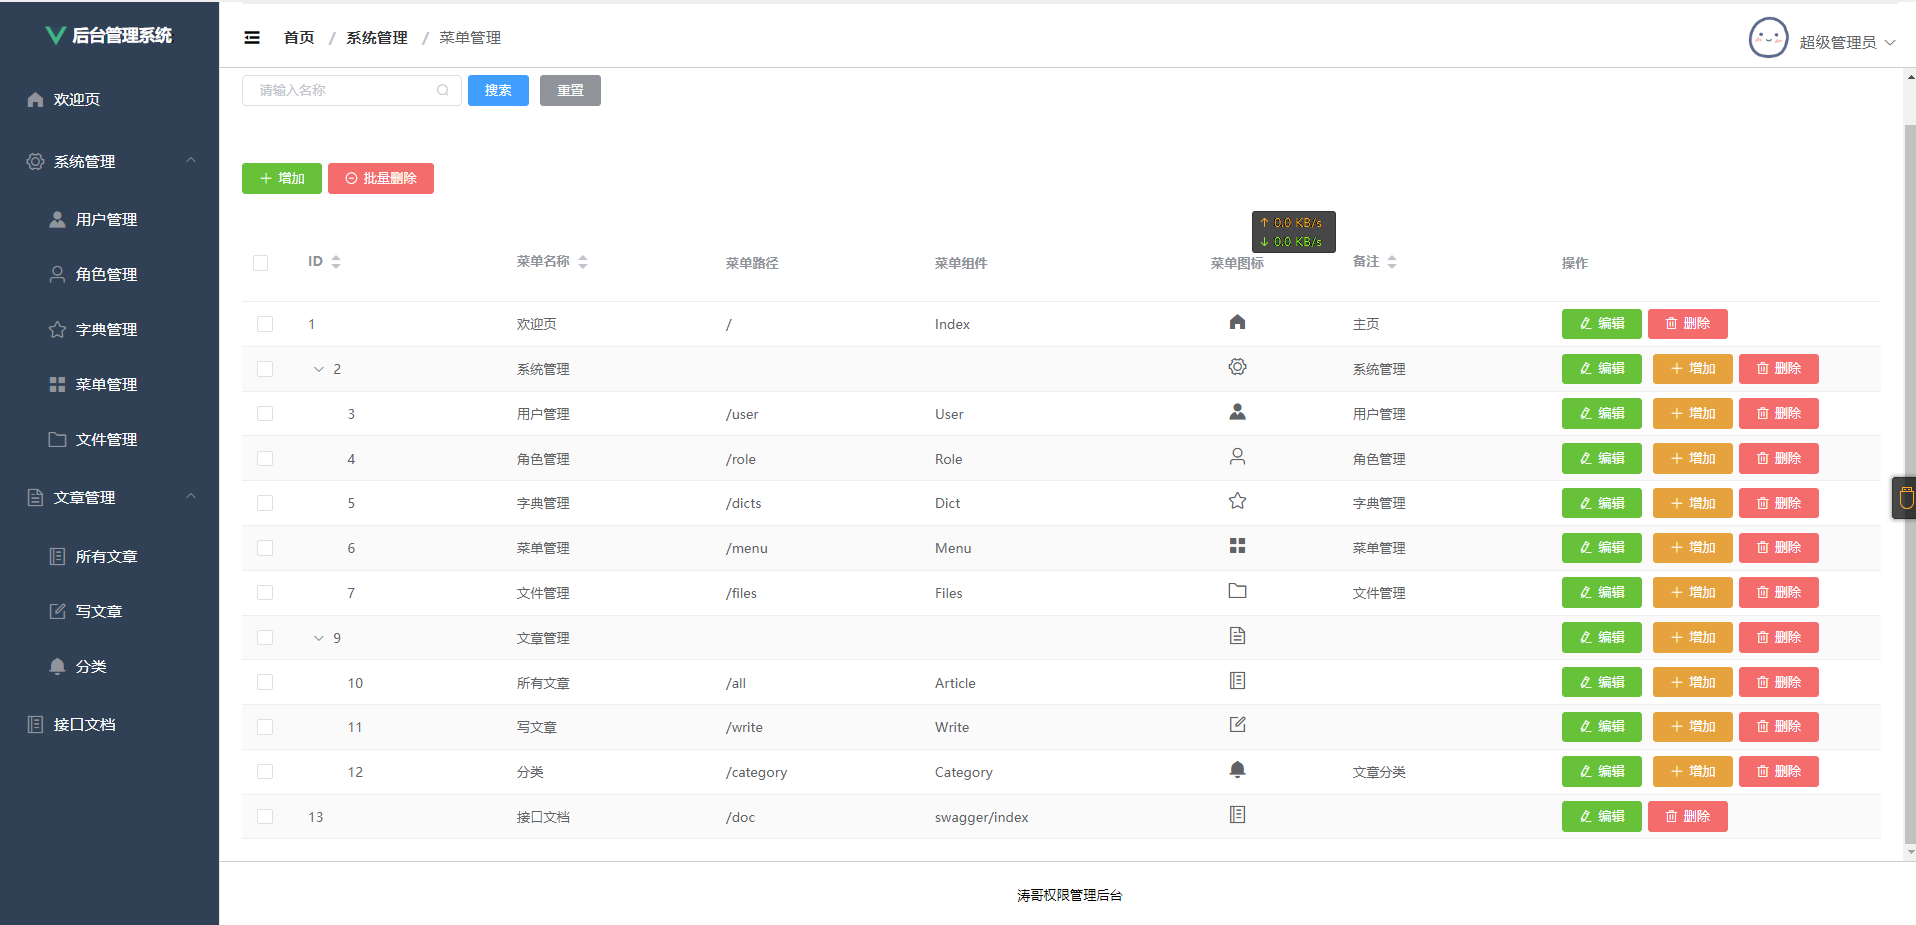 后台管理系统
欢迎页
系统管理
用户管理
角色管理
字典管理
菜单管理
文件管理
文章管理
所有文章
写文章
分类
接口文档
首页 / 系统管理 / 菜单管理
超级管理员
请输入名称 搜索 重置
增加 批量删除
↑ 0.0 KB/s
↓ 0.0 KB/s
ID 菜单名称 菜单路径 菜单组件 菜单图标 备注 操作
1 欢迎页 / Index 主页 编辑 删除
2 系统管理 系统管理 编辑 增加 删除
3 用户管理 /user User 用户管理 编辑 增加 删除
4 角色管理 /role Role 角色管理 编辑 增加 删除
5 字典管理 /dicts Dict 字典管理 编辑 增加 删除
6 菜单管理 /menu Menu 菜单管理 编辑 增加 删除
7 文件管理 /files Files 文件管理 编辑 增加 删除
9 文章管理 编辑 增加 删除
10 所有文章 /all Article 编辑 增加 删除
11 写文章 /write Write 编辑 增加 删除
12 分类 /category Category 文章分类 编辑 增加 删除
13 接口文档 /doc swagger/index 编辑 删除
涛哥权限管理后台